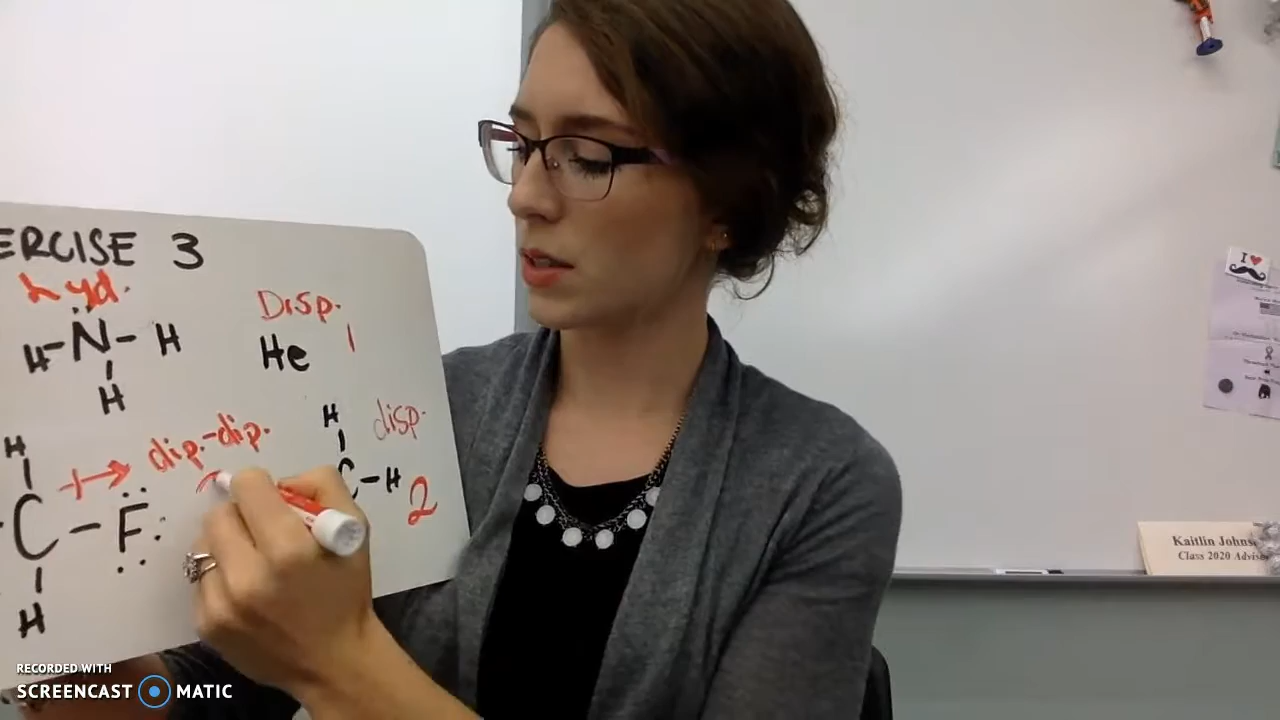 ERCISE 3
hyd.
H-N-H
H
Disp.
He 1
H
disp.
C-H 2
H
dip.-dip.
C - F
H
I ♥
Kaitlin Johns
Class 2020 Advis
RECORDED WITH
SCREENCAST MATIC